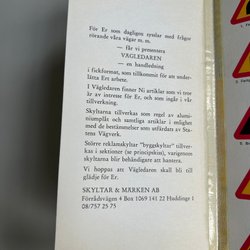 För Er som dagligen sysslar med frågor
rörande våra vägar m. m.
— får vi presentera
VÄGLEDAREN
— en handledning
i fickformat, som tillkommit för att under-
lätta Ert arbete.
I Vägledaren finner Ni artiklar som vi
tror är av intresse för Er, och som ingår i vår
tillverkning.
Skyltarna tillverkas som regel av alumini-
umplåt och samtliga artiklar i möjlighet
med de bestämmelser som utfärdats av Sta-
tens Vägverk.
Större reklamskyltar "byggskyltar" tillver-
kas i sektioner (se principskiss), varigenom
skyltarna blir behändigare att hantera.
Vi hoppas att Vägledaren skall bli till
glädje för Er.
SKYLTAR & MÄRKEN AB
Förrådsvägen 4 Box 1069 141 22 Huddinge 1
08/757 25 75